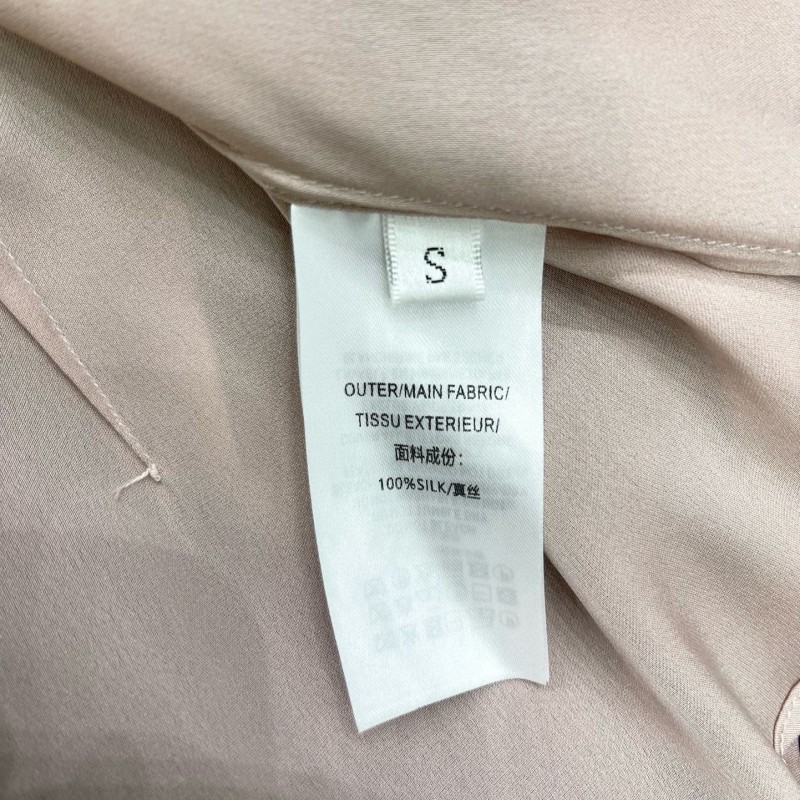 S
OUTER/MAIN FABRIC/
TISSU EXTERIEUR/
面料成份：
100%SILK/真丝